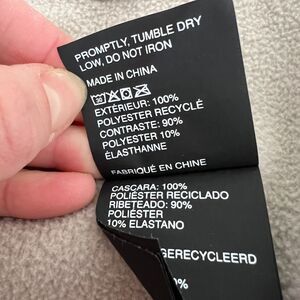 PROMPTLY, TUMBLE DRY
LOW, DO NOT IRON
MADE IN CHINA
EXTÉRIEUR: 100%
POLYESTER RECYCLÉ
CONTRASTE: 90%
POLYESTER 10%
ÉLASTHANNE
FABRIQUÉ EN CHINE
CASCARA: 100%
POLIÉSTER RECICLADO
RIBETEADO: 90%
POLIÉSTER
10% ELASTANO
GERECYCLEERD
%